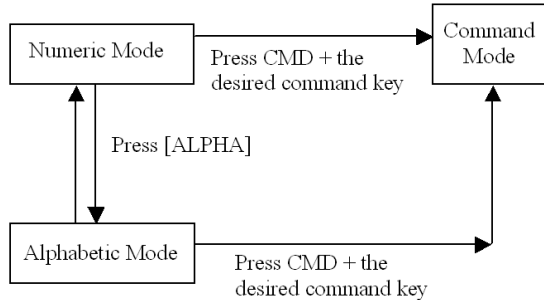 Numeric Mode
Press CMD + the
desired command key
Command
Mode
Press [ALPHA]
Alphabetic Mode
Press CMD + the
desired command key